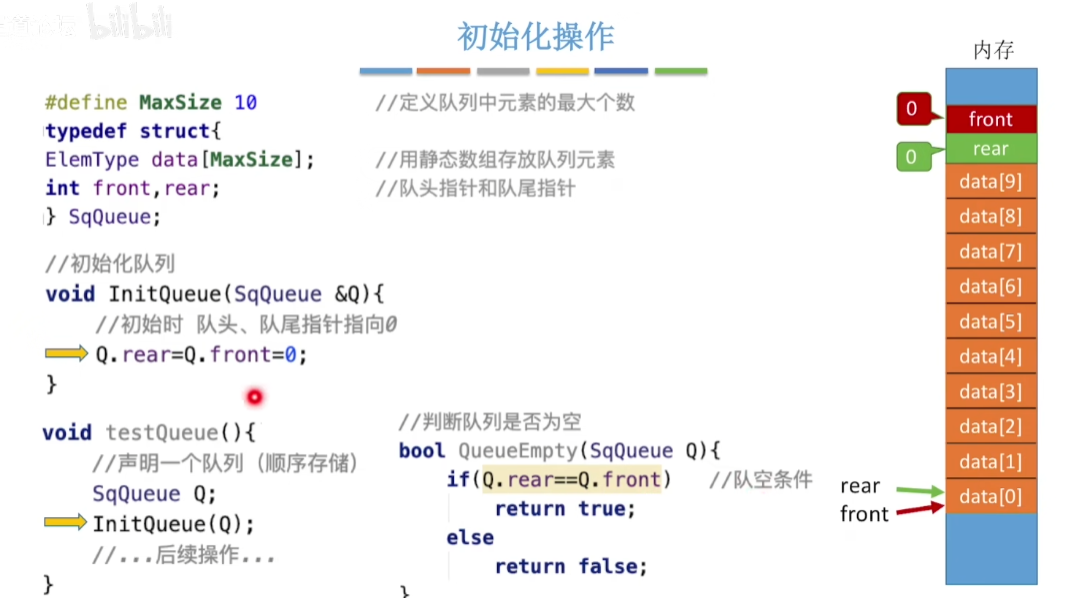 bilibili
初始化操作
#define MaxSize 10 //定义队列中元素的最大个数
typedef struct{
ElemType data[MaxSize]; //用静态数组存放队列元素
int front,rear; //队头指针和队尾指针
} SqQueue;
//初始化队列
void InitQueue(SqQueue &Q){
//初始时 队头、队尾指针指向0
Q.rear=Q.front=0;
}
void testQueue(){
//声明一个队列（顺序存储）
SqQueue Q;
InitQueue(Q);
//...后续操作...
}
//判断队列是否为空
bool QueueEmpty(SqQueue Q){
if(Q.rear==Q.front) //队空条件
return true;
else
return false;
}
内存
0 front
0 rear
data[9]
data[8]
data[7]
data[6]
data[5]
data[4]
data[3]
data[2]
data[1]
rear data[0]
front